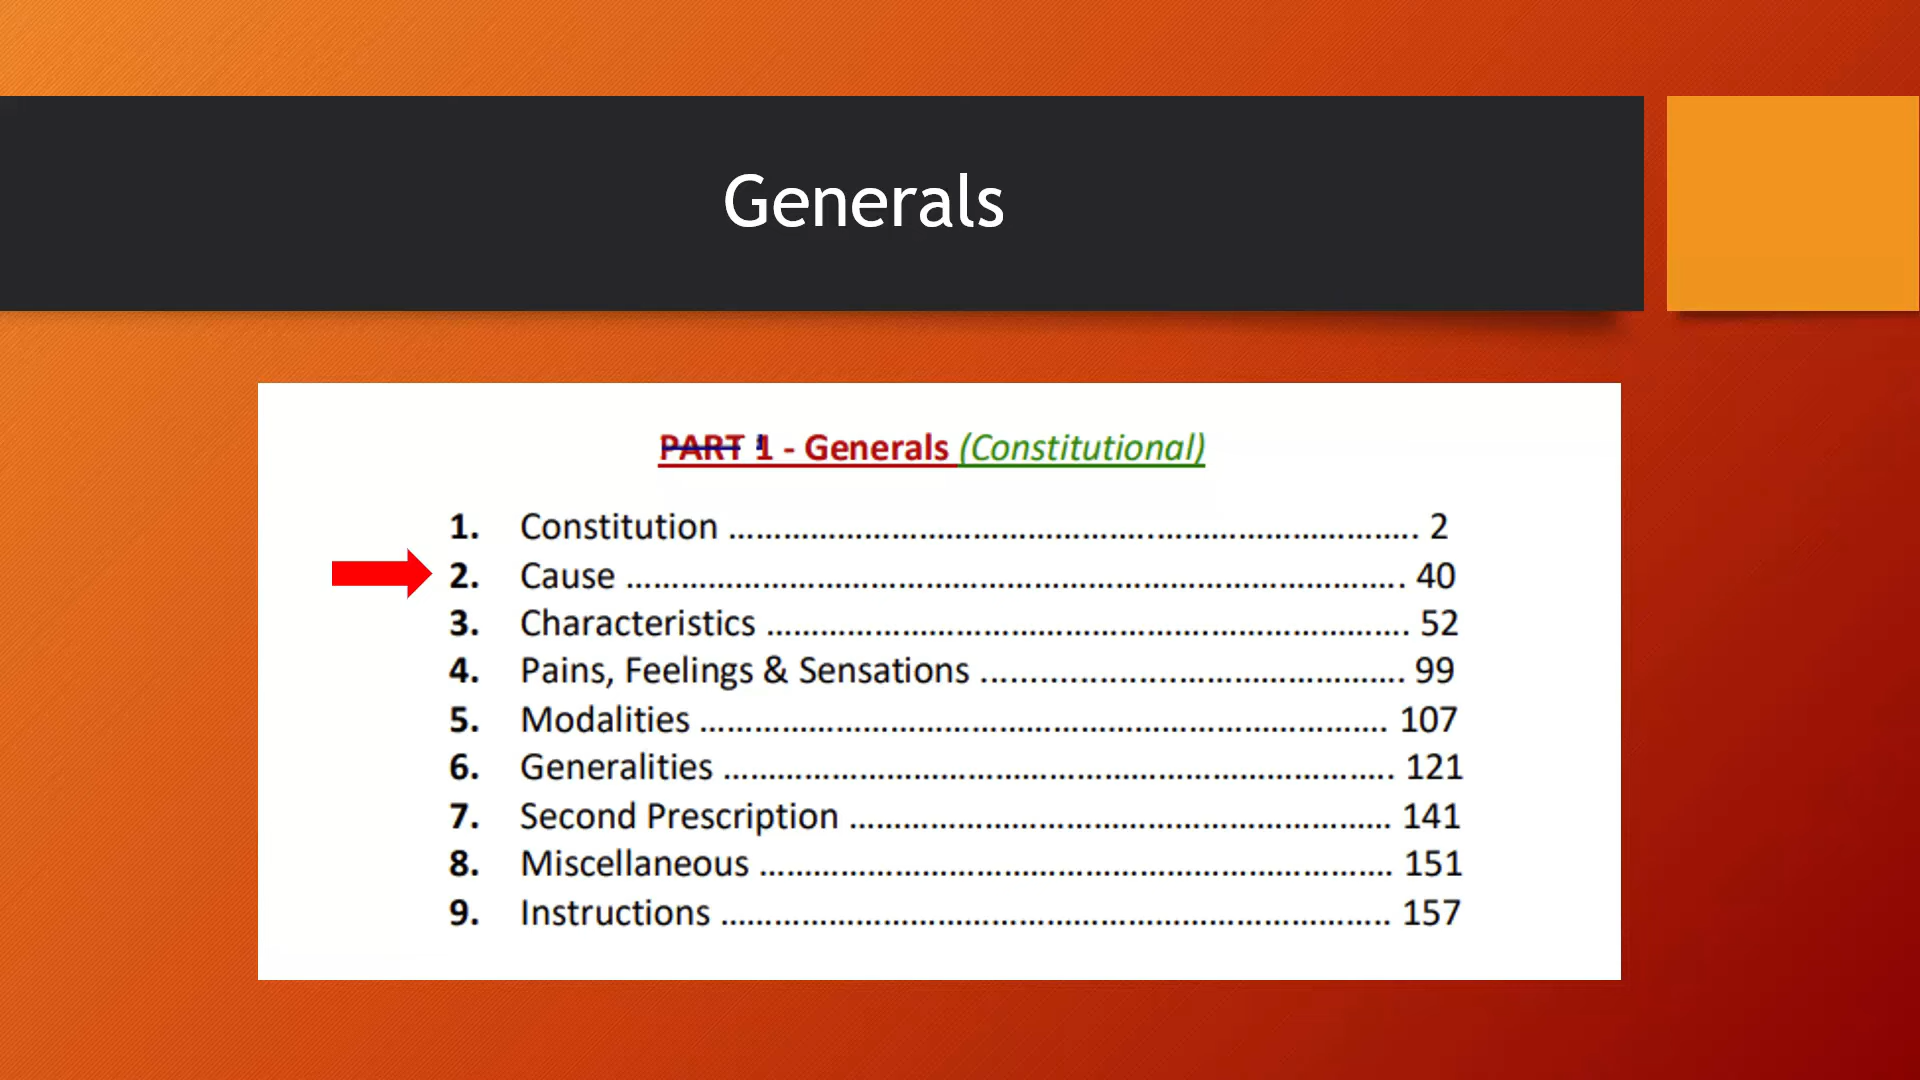 Generals
PART 1 - Generals (Constitutional)
1. Constitution ........................................................................ 2
2. Cause ........................................................................ 40
3. Characteristics ........................................................................ 52
4. Pains, Feelings & Sensations ........................................................................ 99
5. Modalities ........................................................................ 107
6. Generalities ........................................................................ 121
7. Second Prescription ........................................................................ 141
8. Miscellaneous ........................................................................ 151
9. Instructions ........................................................................ 157